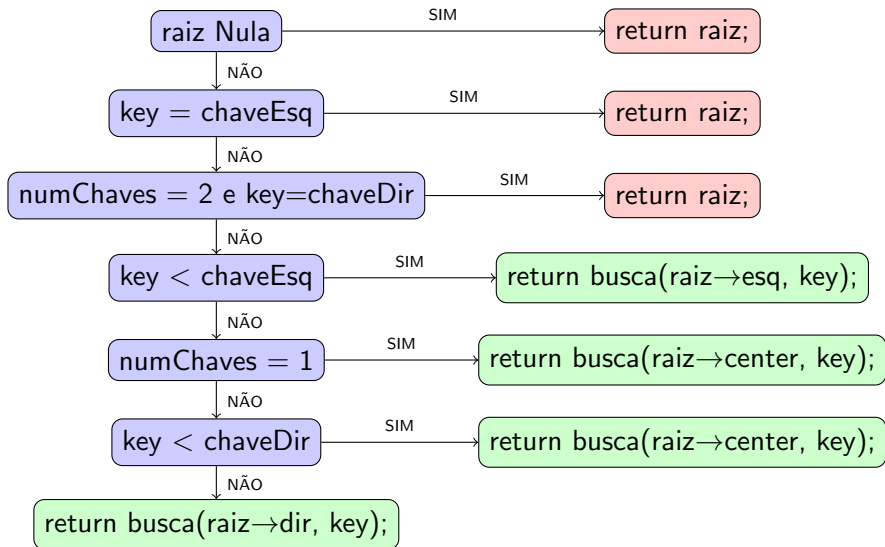 raiz Nula
SIM
return raiz;
NÃO
key = chaveEsq
SIM
return raiz;
NÃO
numChaves = 2 e key=chaveDir
SIM
return raiz;
NÃO
key < chaveEsq
SIM
return busca(raiz→esq, key);
NÃO
numChaves = 1
SIM
return busca(raiz→center, key);
NÃO
key < chaveDir
SIM
return busca(raiz→center, key);
NÃO
return busca(raiz→dir, key);